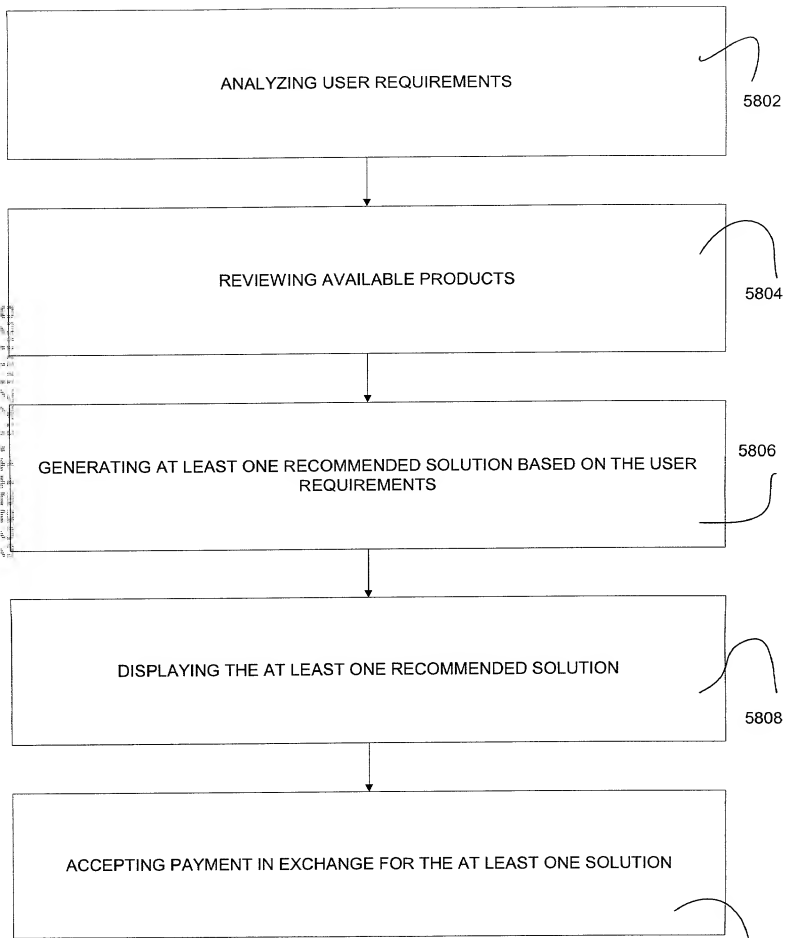 ANALYZING USER REQUIREMENTS
5802
REVIEWING AVAILABLE PRODUCTS
5804
GENERATING AT LEAST ONE RECOMMENDED SOLUTION BASED ON THE USER
REQUIREMENTS
5806
DISPLAYING THE AT LEAST ONE RECOMMENDED SOLUTION
5808
ACCEPTING PAYMENT IN EXCHANGE FOR THE AT LEAST ONE SOLUTION